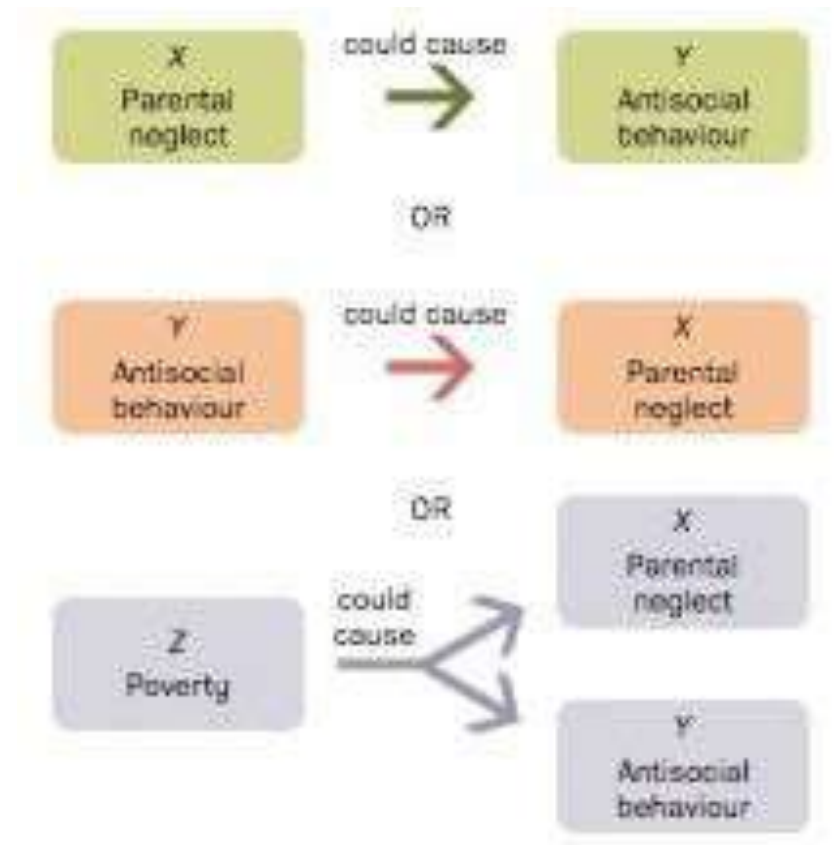 X
Parental
neglect
could cause
Y
Antisocial
behaviour
OR
Y
Antisocial
behaviour
could cause
X
Parental
neglect
OR
Z
Poverty
could
cause
X
Parental
neglect
Y
Antisocial
behaviour